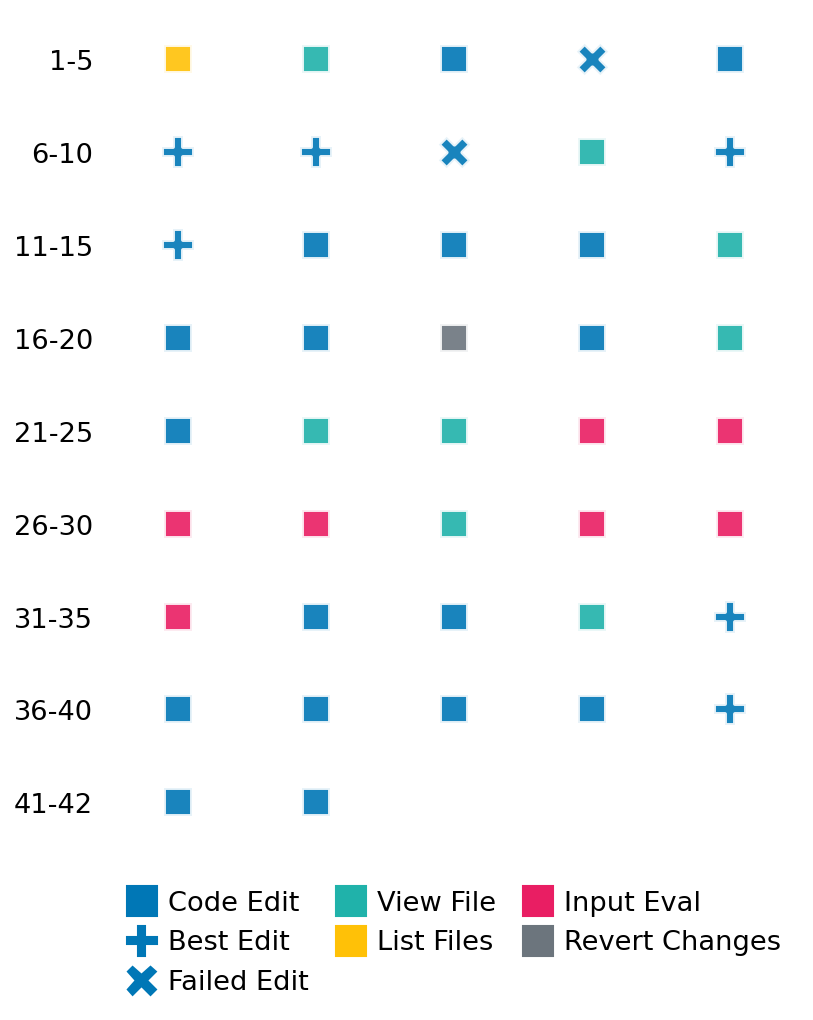 1-5
6-10
11-15
16-20
21-25
26-30
31-35
36-40
41-42
Code Edit
Best Edit
Failed Edit
View File
List Files
Input Eval
Revert Changes